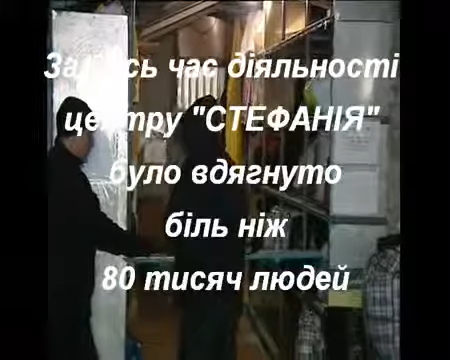 За весь час діяльності
центру "СТЕФАНІЯ"
було вдягнуто
біль ніж
80 тисяч людей